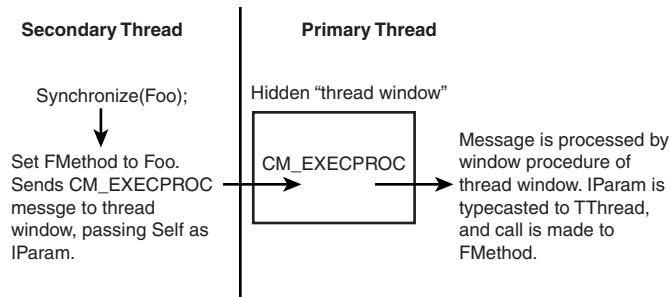 Secondary Thread
Primary Thread
Synchronize(Foo);
Set FMethod to Foo.
Sends CM_EXECPROC
messge to thread
window, passing Self as
IParam.
Hidden “thread window”
CM_EXECPROC
Message is processed by
window procedure of
thread window. IParam is
typecasted to TThread,
and call is made to
FMethod.